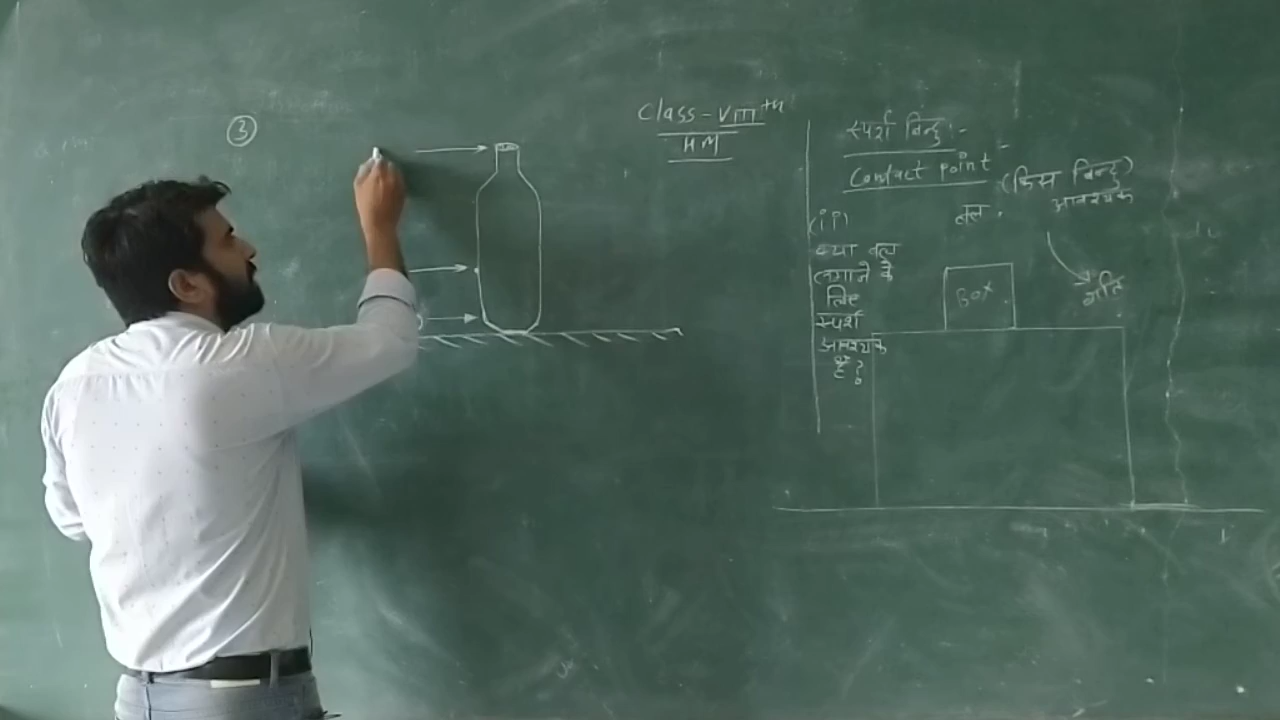 ③
Class-VIIIth
HM
स्पर्श बिन्दु :-
Contact point :-
बल. (किस बिन्दु)
आवश्यक
गति
(ii)
क्या बल
लगाने के
लिए
स्पर्श
आवश्यक
है?
Box